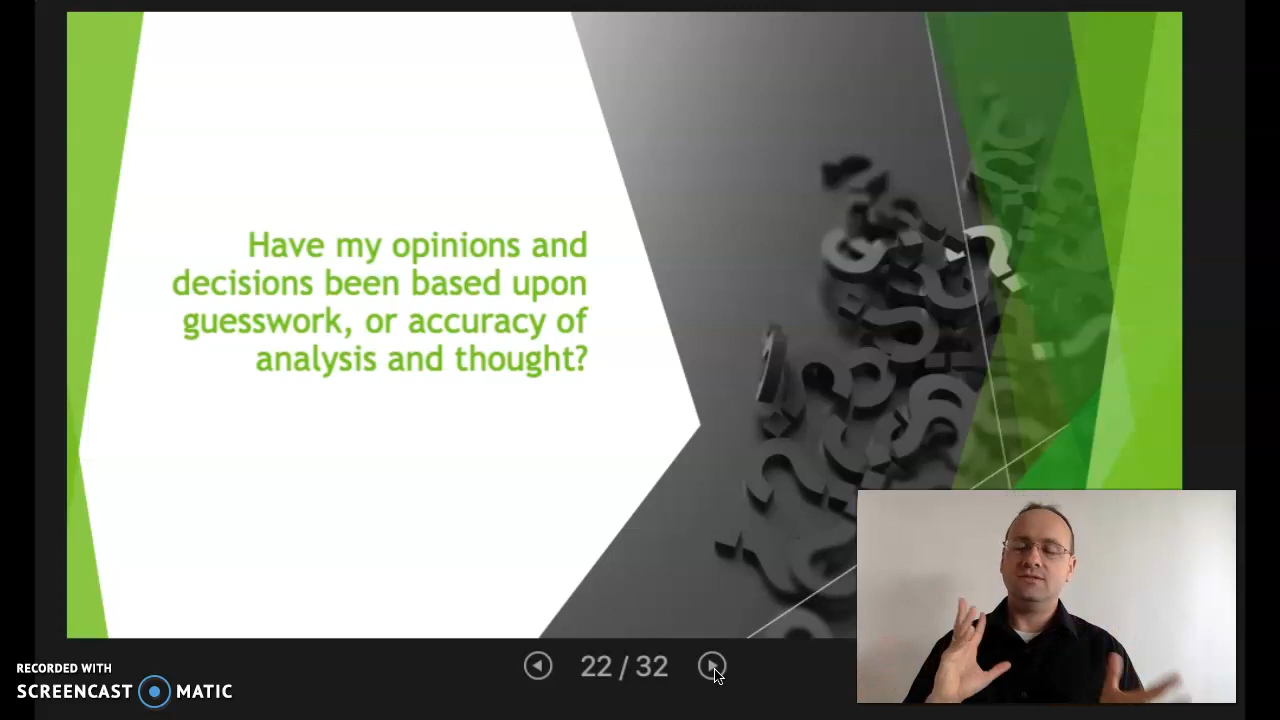 Have my opinions and
decisions been based upon
guesswork, or accuracy of
analysis and thought?
22 / 32
RECORDED WITH
SCREENCAST MATIC